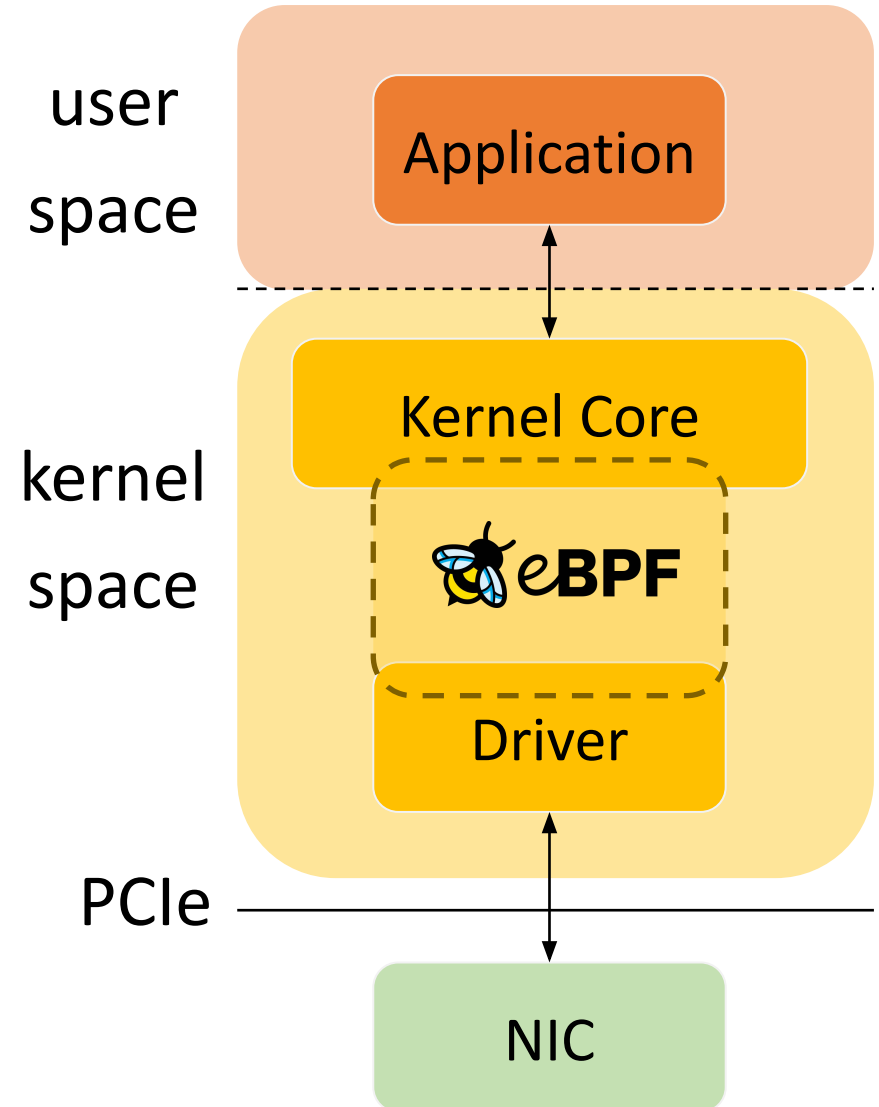 user
space
Application
Kernel Core
kernel
space
eBPF
Driver
PCIe
NIC